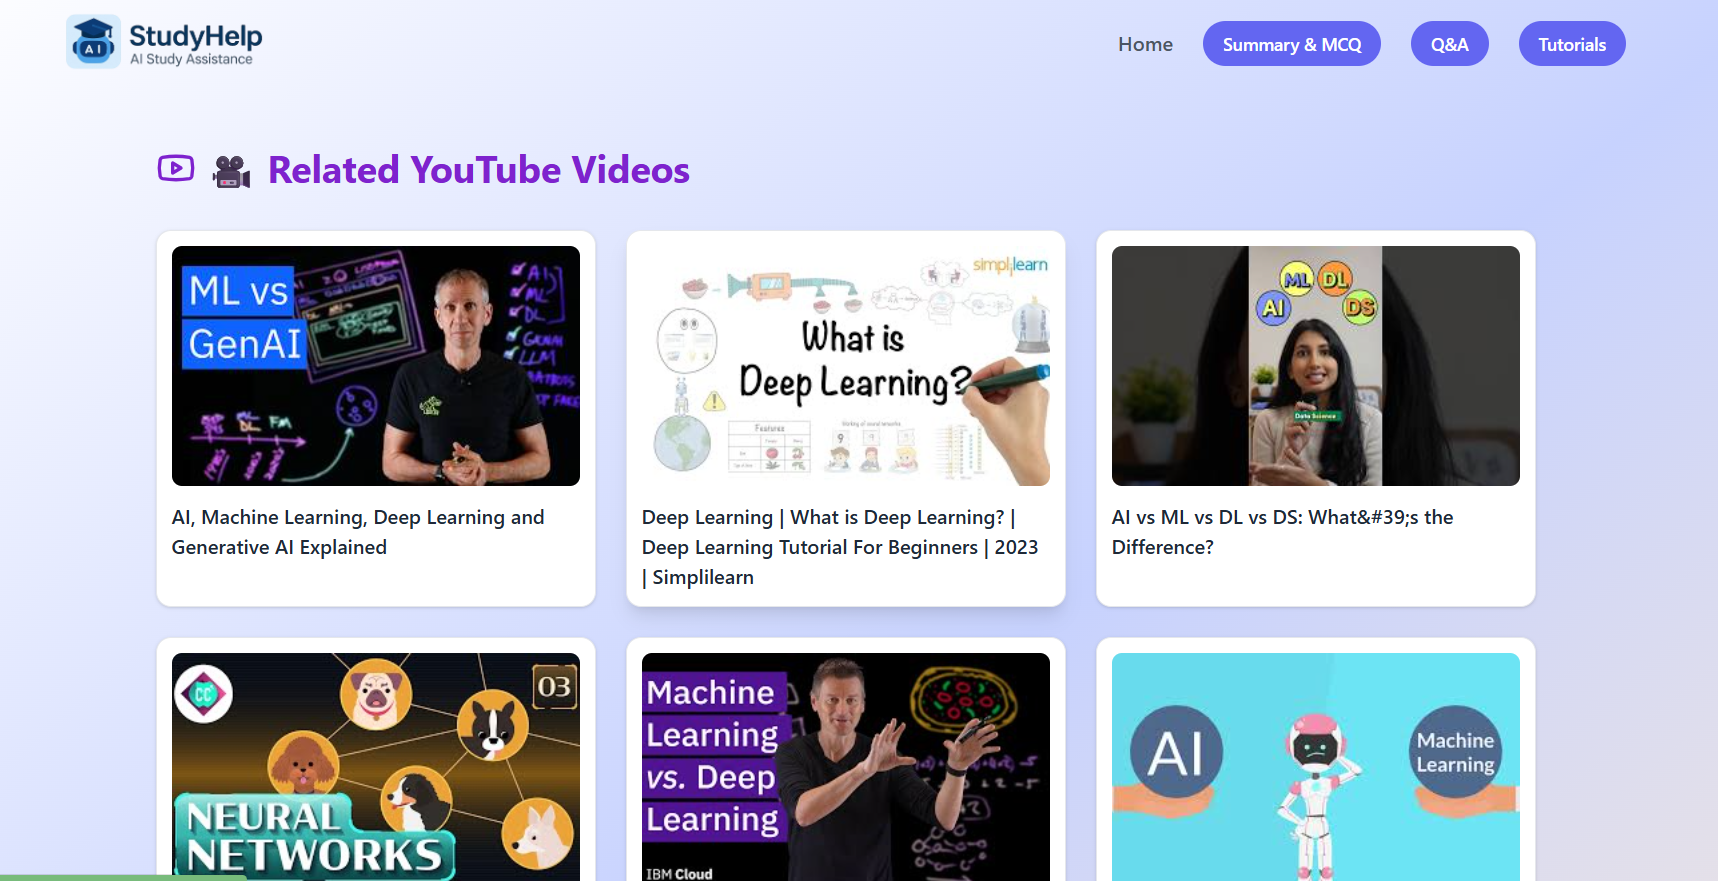 AI
StudyHelp
AI Study Assistance
Home
Summary & MCQ
Q&A
Tutorials
Related YouTube Videos
ML vs
GenAI
AI
ML
DL
GENAI
LLM
FM
simplilearn
What is
Deep Learning?
Features
AI
ML
DL
DS
Data Science
AI, Machine Learning, Deep Learning and
Generative AI Explained
Deep Learning | What is Deep Learning? |
Deep Learning Tutorial For Beginners | 2023
| Simplilearn
AI vs ML vs DL vs DS: What&#39;s the
Difference?
CC
03
NEURAL
NETWORKS
Machine
Learning
vs. Deep
Learning
IBM Cloud
AI
Machine
Learning